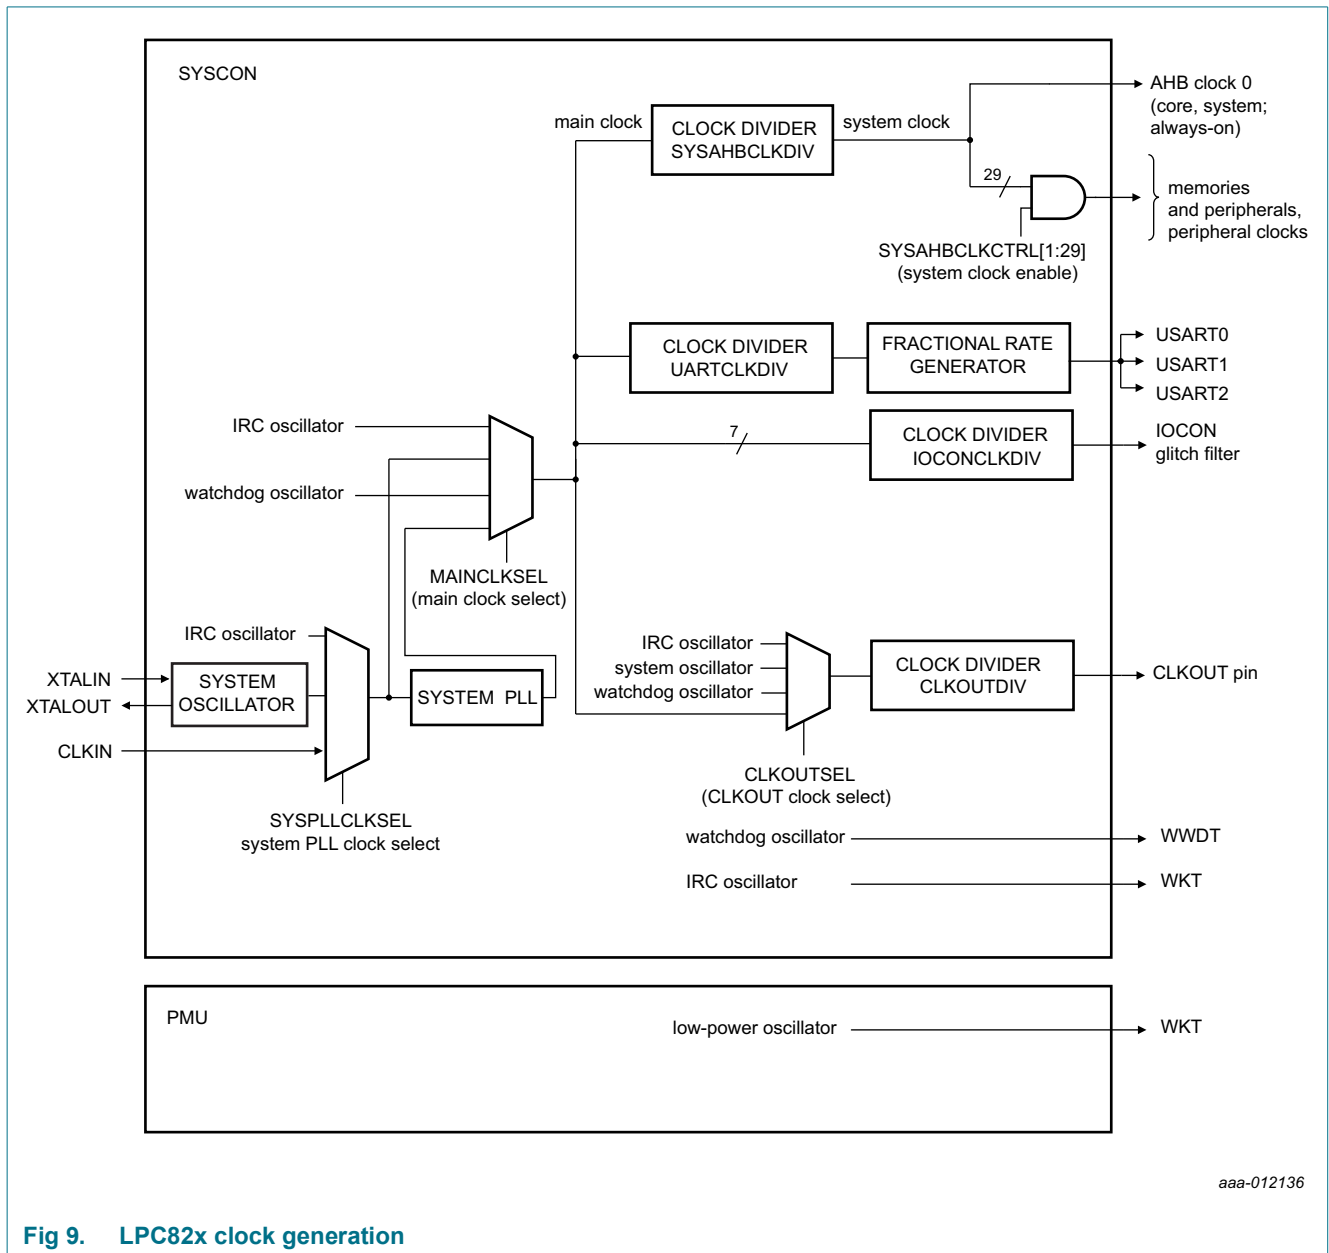 SYSCON
main clock
CLOCK DIVIDER
SYSAHBCLKDIV
system clock
AHB clock 0
(core, system;
always-on)
29
memories
and peripherals,
peripheral clocks
SYSAHBCLKCTRL[1:29]
(system clock enable)
CLOCK DIVIDER
UARTCLKDIV
FRACTIONAL RATE
GENERATOR
USART0
USART1
USART2
IRC oscillator
7
CLOCK DIVIDER
IOCONCLKDIV
IOCON
glitch filter
watchdog oscillator
MAINCLKSEL
(main clock select)
IRC oscillator
XTALIN
XTALOUT
SYSTEM
OSCILLATOR
SYSTEM PLL
CLKIN
SYSPLLCLKSEL
system PLL clock select
IRC oscillator
system oscillator
watchdog oscillator
CLOCK DIVIDER
CLKOUTDIV
CLKOUT pin
CLKOUTSEL
(CLKOUT clock select)
watchdog oscillator
WWDT
IRC oscillator
WKT
PMU
low-power oscillator
WKT
aaa-012136
Fig 9. LPC82x clock generation